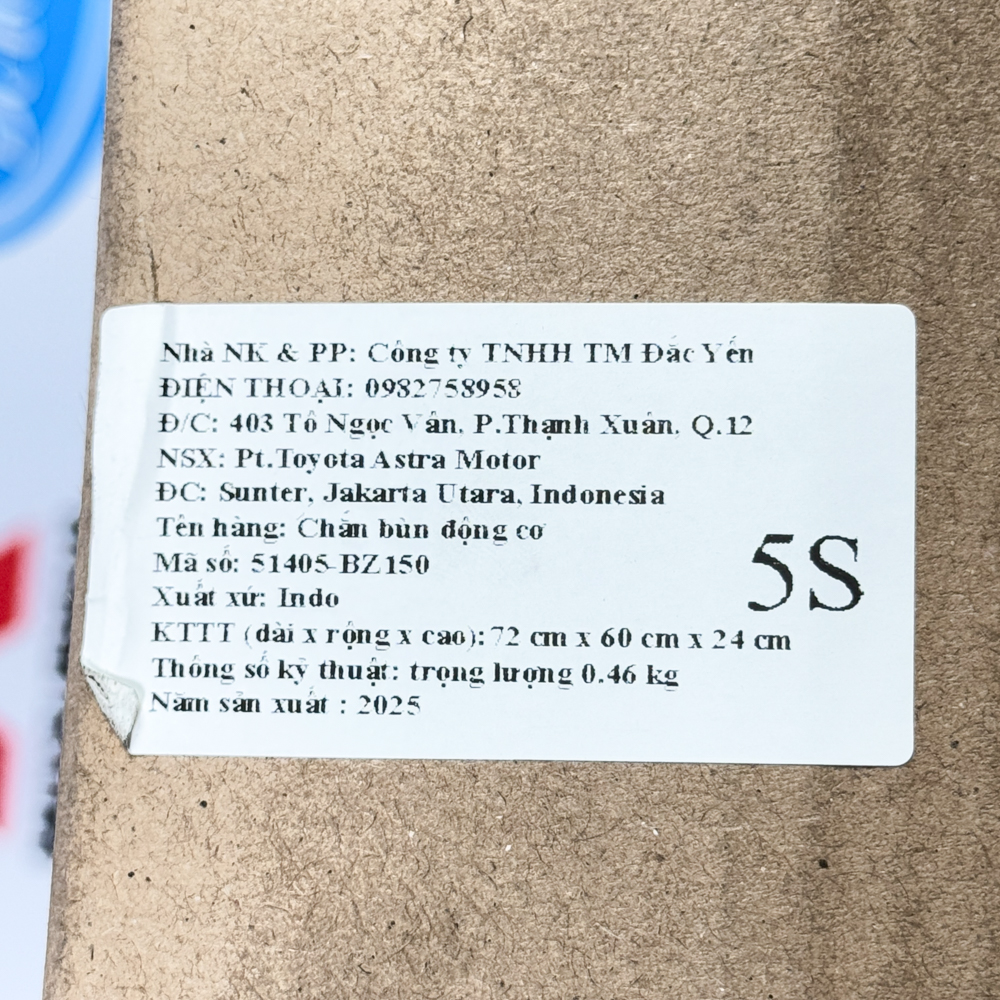 Nhà NK & PP: Công ty TNHH TM Đắc Yến
ĐIỆN THOẠI: 0982758958
Đ/C: 403 Tô Ngọc Vân, P.Thạnh Xuân, Q.12
NSX: Pt.Toyota Astra Motor
ĐC: Sunter, Jakarta Utara, Indonesia
Tên hàng: Chắn bùn động cơ
Mã số: 51405-BZ150
Xuất xứ: Indo
5S
KTTT (dài x rộng x cao): 72 cm x 60 cm x 24 cm
Thông số kỹ thuật: trọng lượng 0.46 kg
Năm sản xuất : 2025